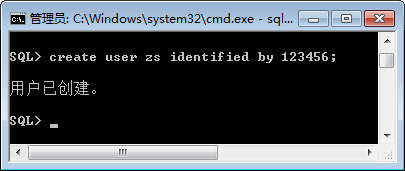 管理员: C:\Windows\system32\cmd.exe - sql...
SQL> create user zs identified by 123456;
用户已创建。
SQL> _